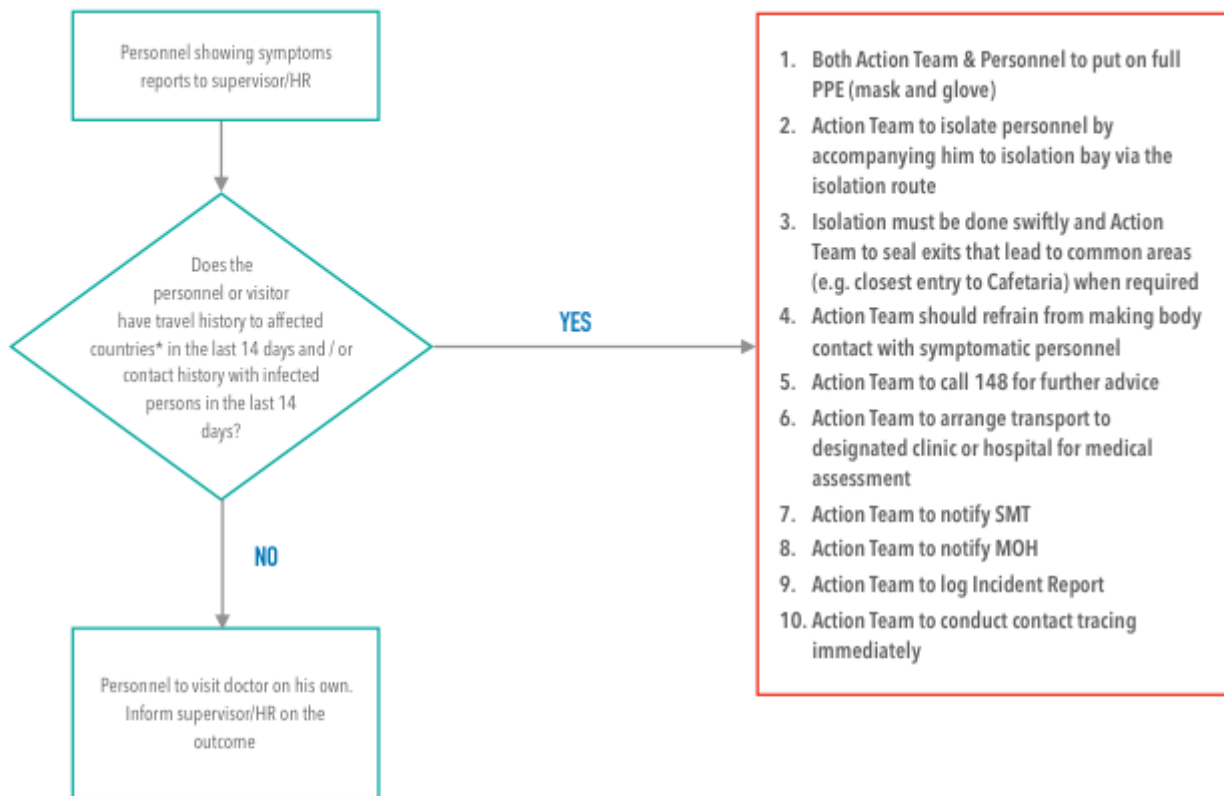 Personnel showing symptoms
reports to supervisor/HR
Does the
personnel or visitor
have travel history to affected
countries* in the last 14 days and / or
contact history with infected
persons in the last 14
days?
YES
NO
Personnel to visit doctor on his own.
Inform supervisor/HR on the
outcome
1. Both Action Team & Personnel to put on full
PPE (mask and glove)
2. Action Team to isolate personnel by
accompanying him to isolation bay via the
isolation route
3. Isolation must be done swiftly and Action
Team to seal exits that lead to common areas
(e.g. closest entry to Cafetaria) when required
4. Action Team should refrain from making body
contact with symptomatic personnel
5. Action Team to call 148 for further advice
6. Action Team to arrange transport to
designated clinic or hospital for medical
assessment
7. Action Team to notify SMT
8. Action Team to notify MOH
9. Action Team to log Incident Report
10. Action Team to conduct contact tracing
immediately